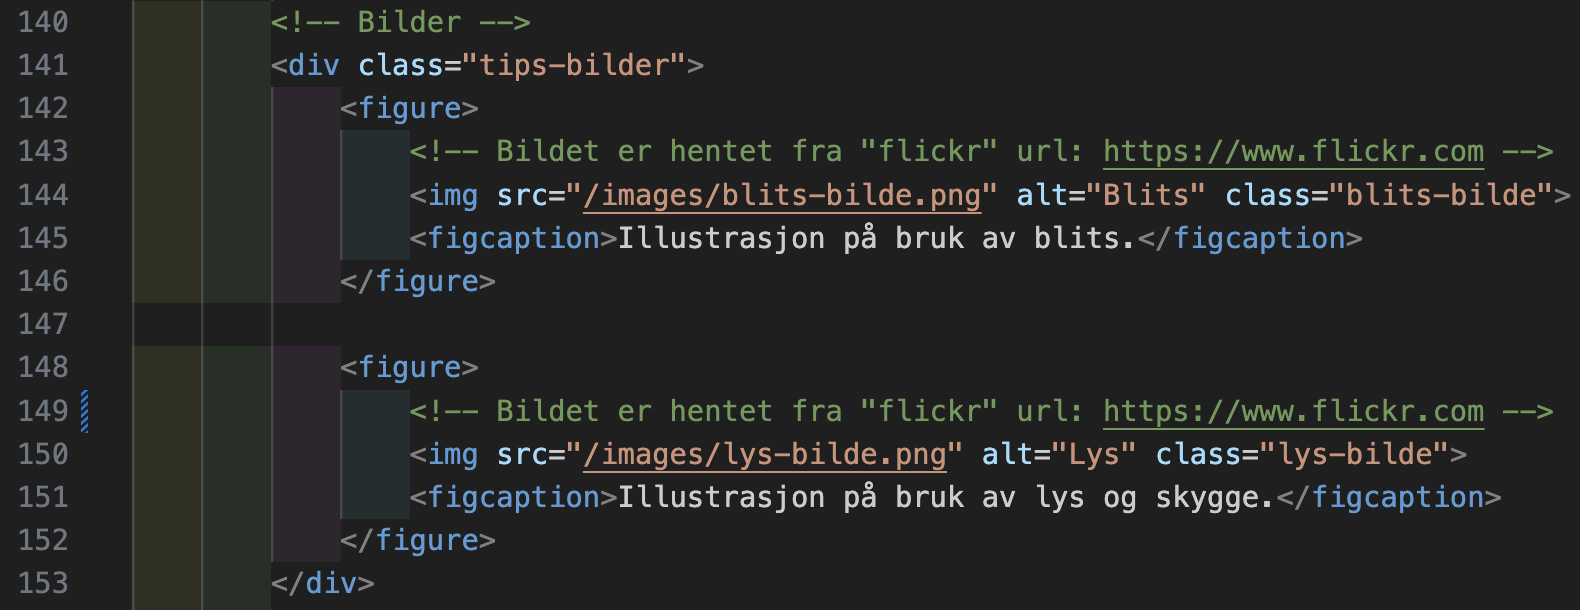 140 <!-- Bilder -->
141 <div class="tips-bilder">
142 <figure>
143 <!-- Bildet er hentet fra "flickr" url: https://www.flickr.com -->
144 <img src="/images/blits-bilde.png" alt="Blits" class="blits-bilde">
145 <figcaption>Illustrasjon på bruk av blits.</figcaption>
146 </figure>
147
148 <figure>
149 <!-- Bildet er hentet fra "flickr" url: https://www.flickr.com -->
150 <img src="/images/lys-bilde.png" alt="Lys" class="lys-bilde">
151 <figcaption>Illustrasjon på bruk av lys og skygge.</figcaption>
152 </figure>
153 </div>